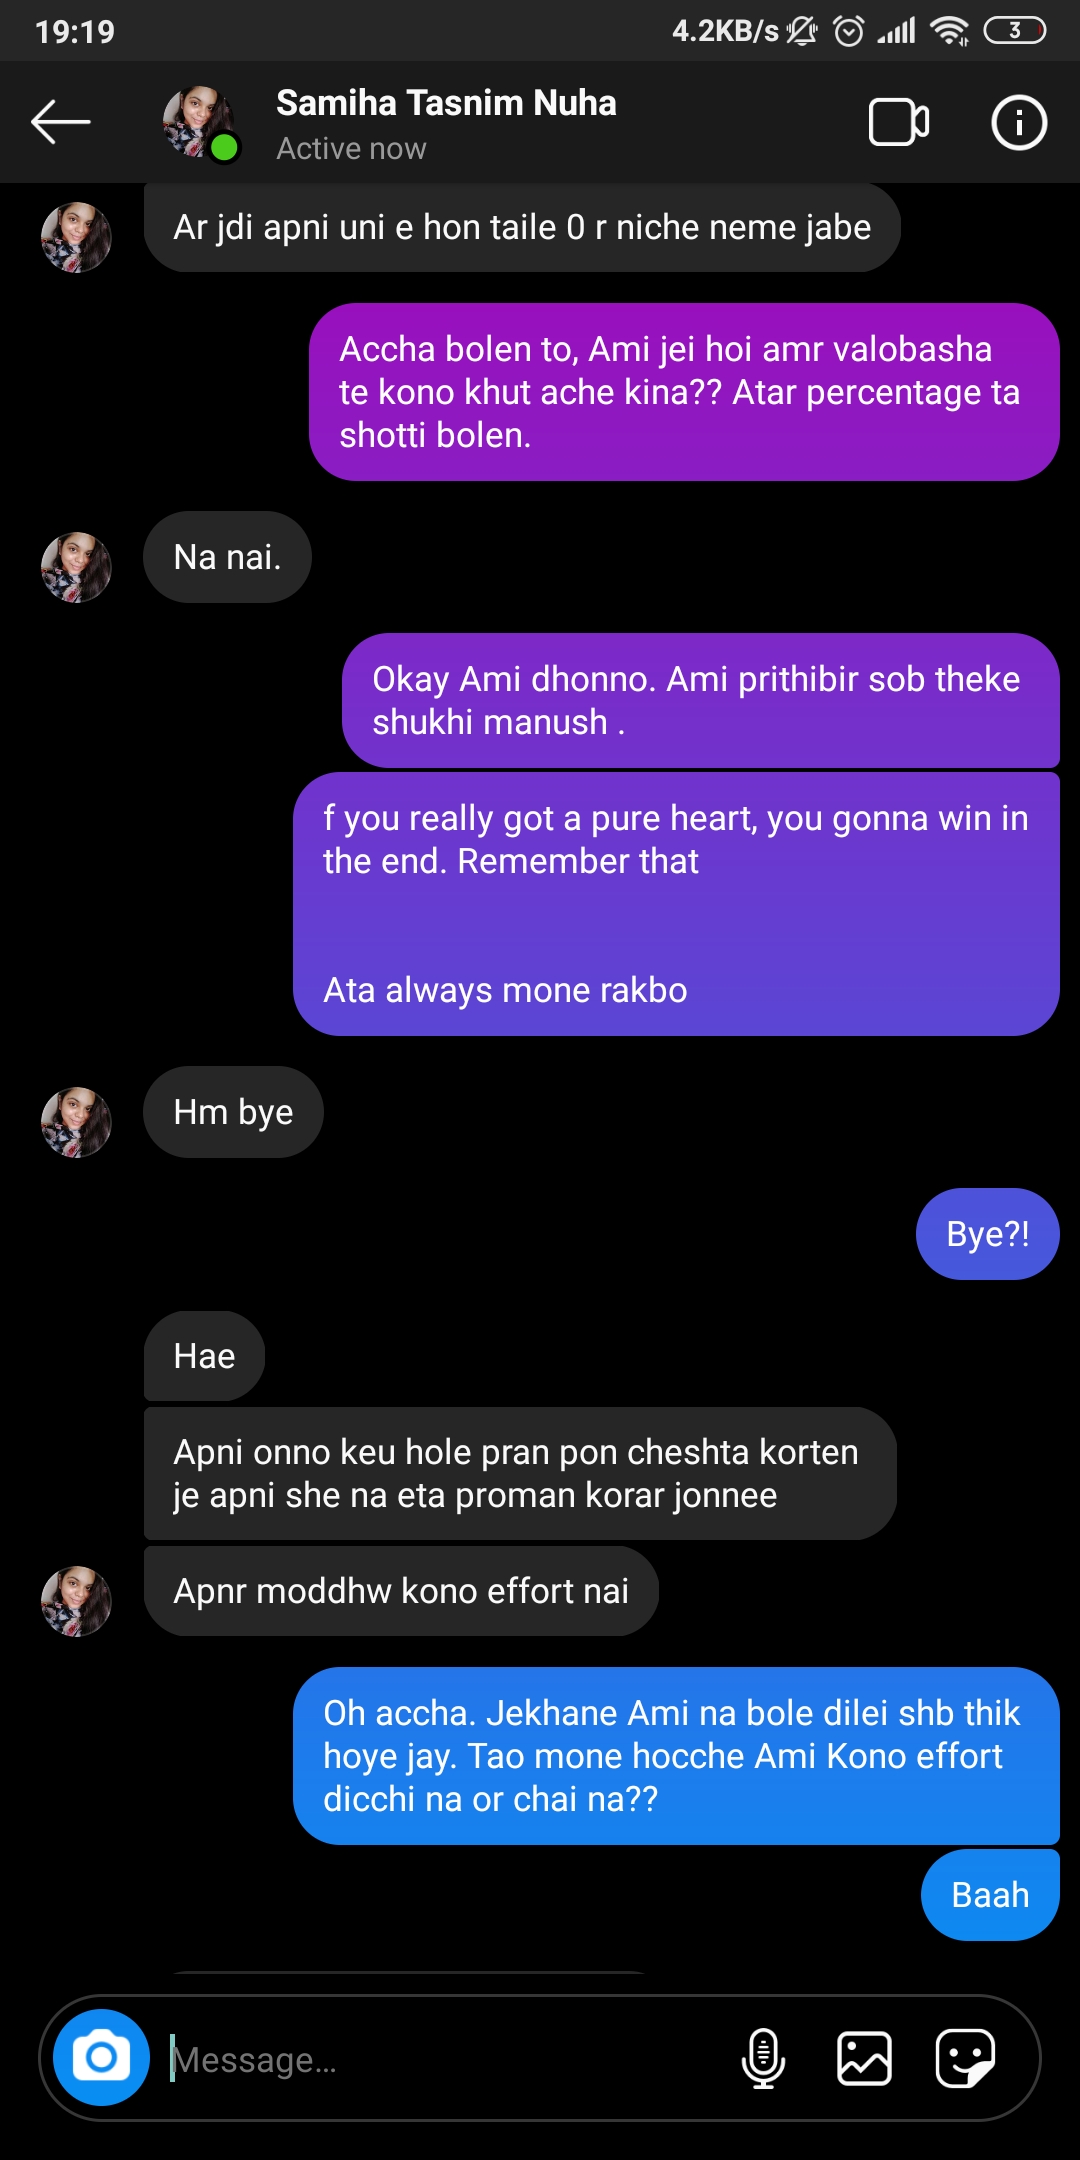 19:19
4.2KB/s
3
Samiha Tasnim Nuha
Active now
Ar jdi apni uni e hon taile 0 r niche neme jabe
Accha bolen to, Ami jei hoi amr valobasha
te kono khut ache kina?? Atar percentage ta
shotti bolen.
Na nai.
Okay Ami dhonno. Ami prithibir sob theke
shukhi manush .
f you really got a pure heart, you gonna win in
the end. Remember that
Ata always mone rakbo
Hm bye
Bye?!
Hae
Apni onno keu hole pran pon cheshta korten
je apni she na eta proman korar jonnee
Apnr moddhw kono effort nai
Oh accha. Jekhane Ami na bole dilei shb thik
hoye jay. Tao mone hocche Ami Kono effort
dicchi na or chai na??
Baah
Message...